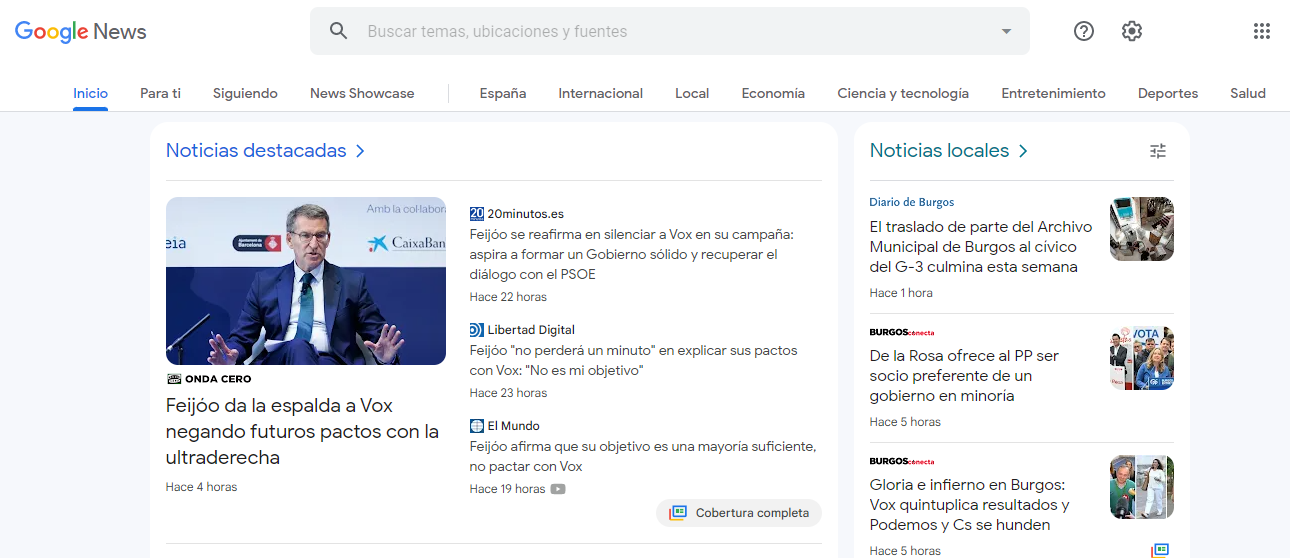 Google News
Buscar temas, ubicaciones y fuentes
Inicio
Para ti
Siguiendo
News Showcase
España
Internacional
Local
Economía
Ciencia y tecnología
Entretenimiento
Deportes
Salud
Noticias destacadas
Amb la col·labora
eia
Ajuntament de Barcelona
CaixaBan
ONDA CERO
Feijóo da la espalda a Vox
negando futuros pactos con la
ultraderecha
Hace 4 horas
20 20minutos.es
Feijóo se reafirma en silenciar a Vox en su campaña:
aspira a formar un Gobierno sólido y recuperar el
diálogo con el PSOE
Hace 22 horas
Libertad Digital
Feijóo "no perderá un minuto" en explicar sus pactos
con Vox: "No es mi objetivo"
Hace 23 horas
El Mundo
Feijóo afirma que su objetivo es una mayoría suficiente,
no pactar con Vox
Hace 19 horas
Cobertura completa
Noticias locales
Diario de Burgos
El traslado de parte del Archivo
Municipal de Burgos al cívico
del G-3 culmina esta semana
Hace 1 hora
BURGOSconecta
VOTA
De la Rosa ofrece al PP ser
socio preferente de un
gobierno en minoría
Hace 5 horas
BURGOSconecta
Gloria e infierno en Burgos:
Vox quintuplica resultados y
Podemos y Cs se hunden
Hace 5 horas